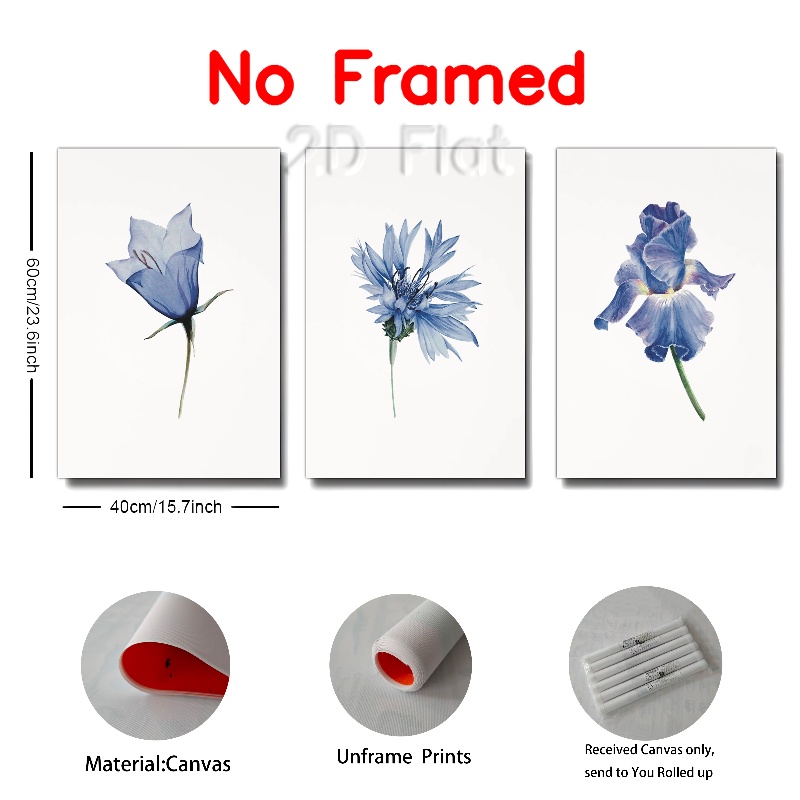 No Framed
2D Flat
60cm/23.6inch
40cm/15.7inch
Material:Canvas
Unframe Prints
Received Canvas only,
send to You Rolled up